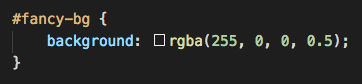 #fancy-bg {
    background: rgba(255, 0, 0, 0.5);
}